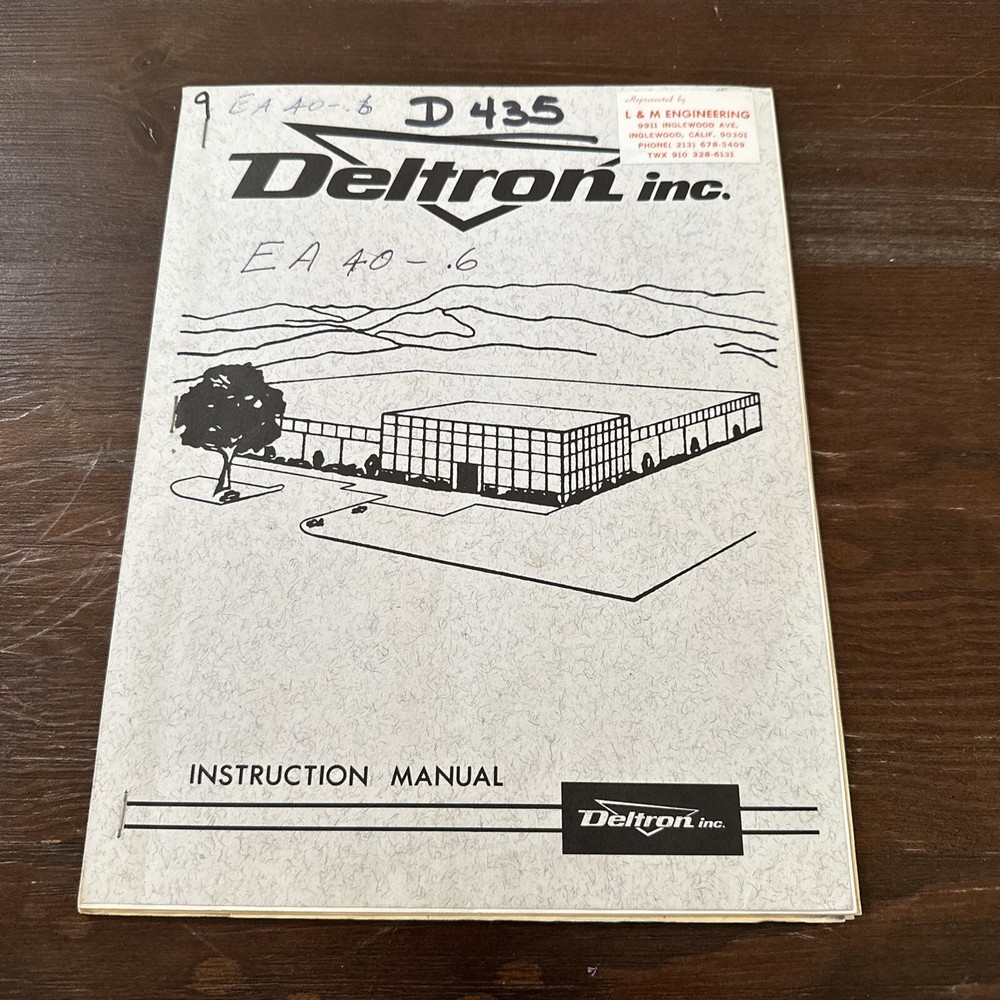 9 EA 40-.6 D 435
Represented by
L & M ENGINEERING
9911 INGLEWOOD AVE.
INGLEWOOD, CALIF. 90301
PHONE( 213) 678-5409
TWX 910 328-6131
Deltron inc.
EA 40-.6
INSTRUCTION MANUAL
Deltron inc.